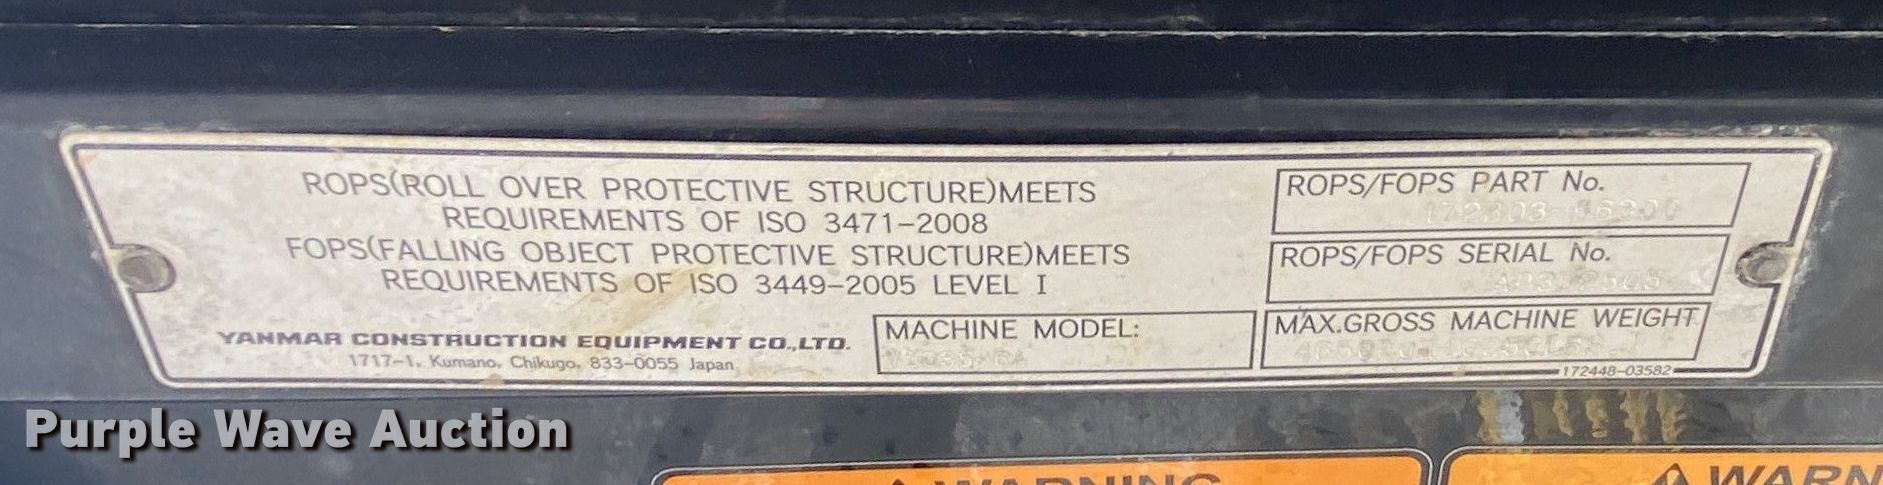 ROPS(ROLL OVER PROTECTIVE STRUCTURE)MEETS
REQUIREMENTS OF ISO 3471-2008
FOPS(FALLING OBJECT PROTECTIVE STRUCTURE)MEETS
REQUIREMENTS OF ISO 3449-2005 LEVEL I
YANMAR CONSTRUCTION EQUIPMENT CO.,LTD.
1717-1, Kumano, Chikugo, 833-0055 Japan
MACHINE MODEL:
ROPS/FOPS PART No.
ROPS/FOPS SERIAL No.
MAX.GROSS MACHINE WEIGHT
172448-03582
Purple Wave Auction
WARNING